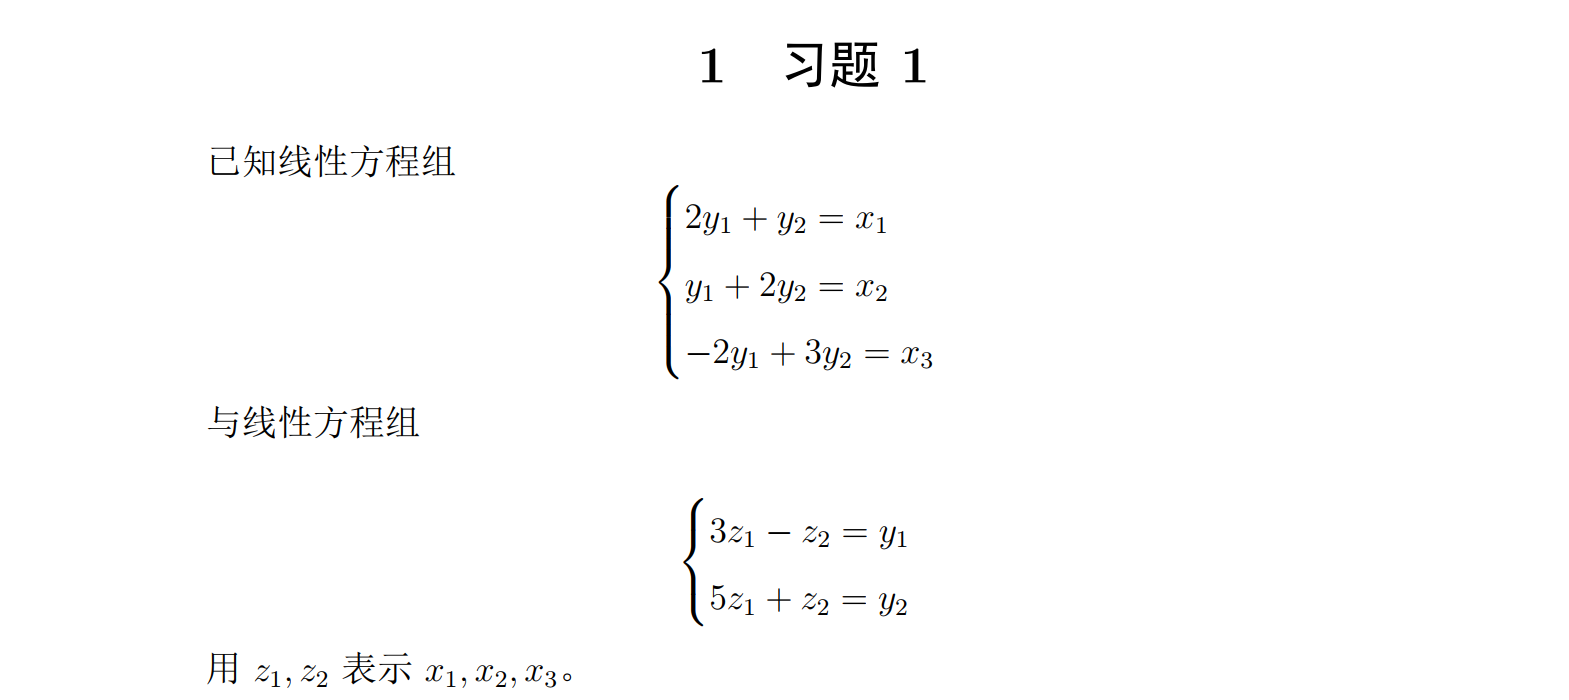 1 习题 1
已知线性方程组
2y₁ + y₂ = x₁
y₁ + 2y₂ = x₂
−2y₁ + 3y₂ = x₃
与线性方程组
3z₁ − z₂ = y₁
5z₁ + z₂ = y₂
用 z₁, z₂ 表示 x₁, x₂, x₃。